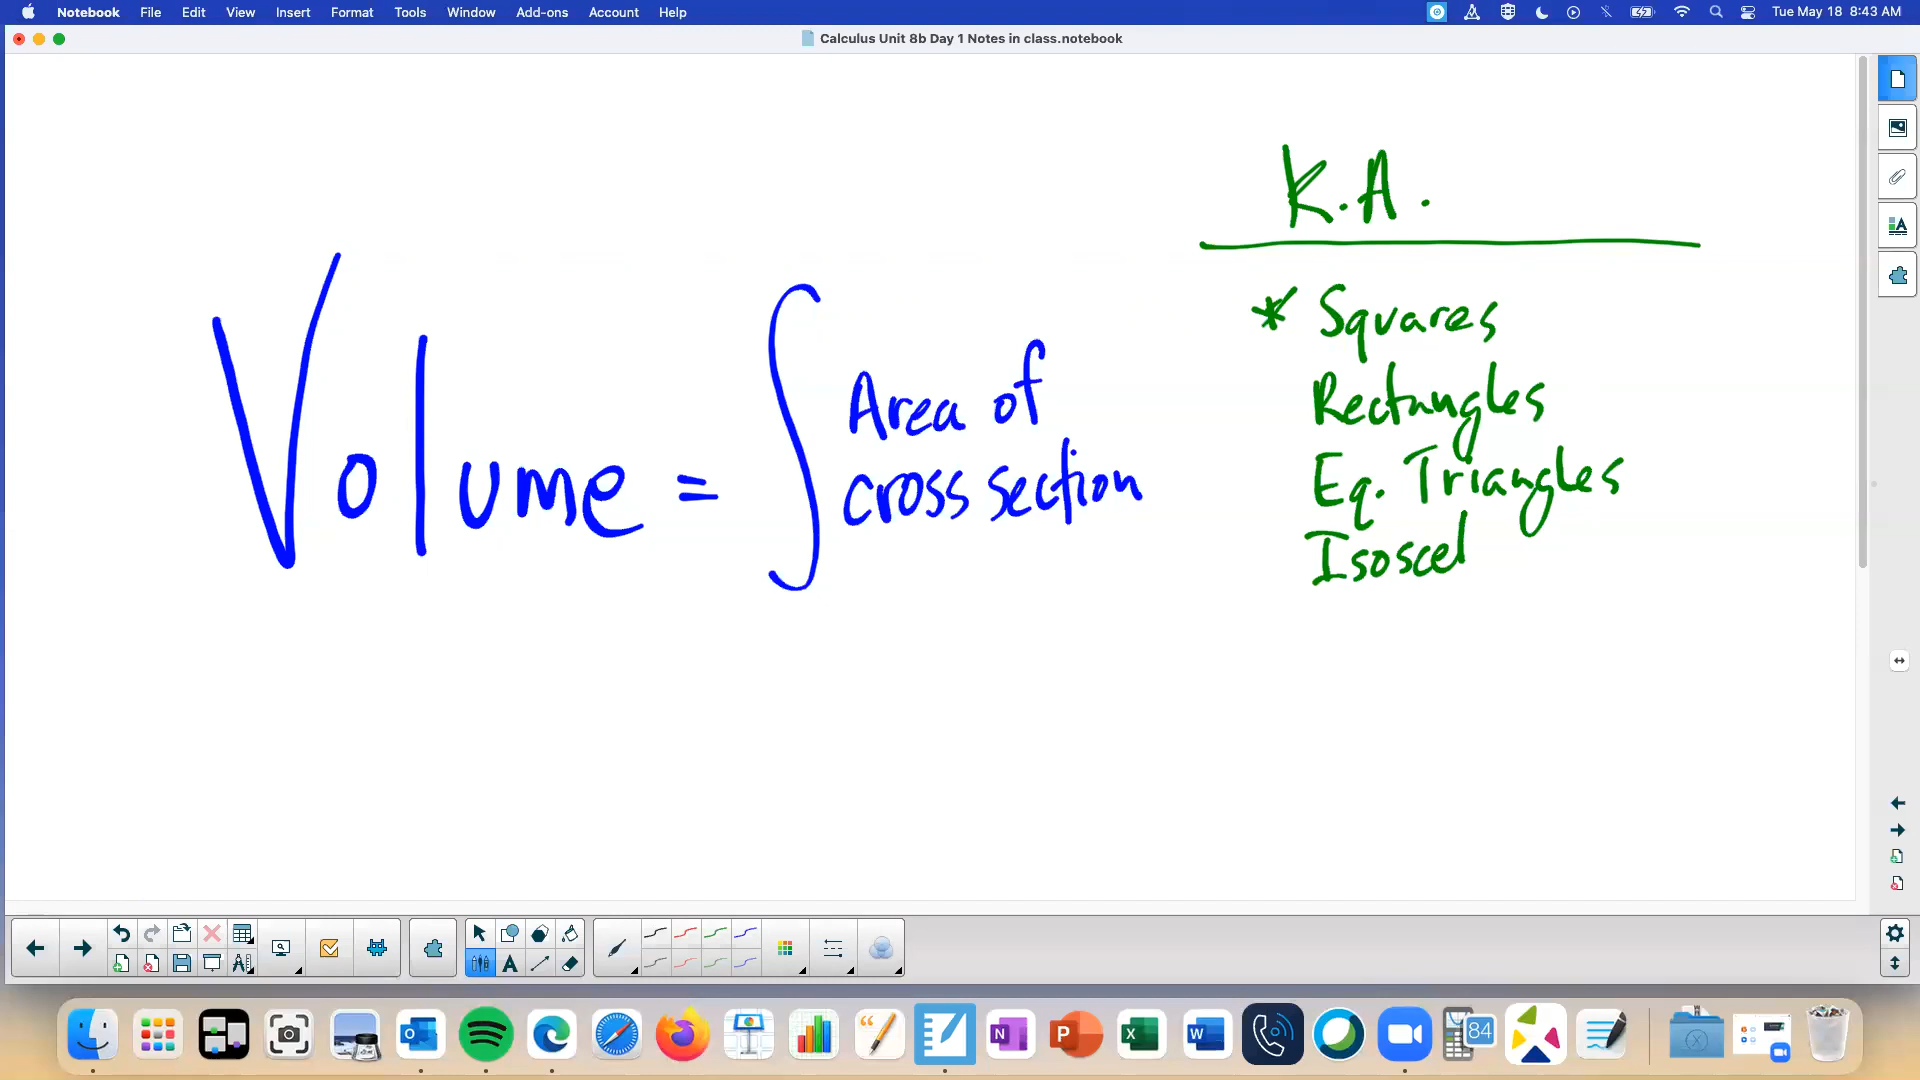 Notebook File Edit View Insert Format Tools Window Add-ons Account Help Tue May 18 8:43 AM
Calculus Unit 8b Day 1 Notes in class.notebook
K.A.
* Squares
Rectangles
Eq. Triangles
Isoscel
Volume = ∫ Area of
cross section
84